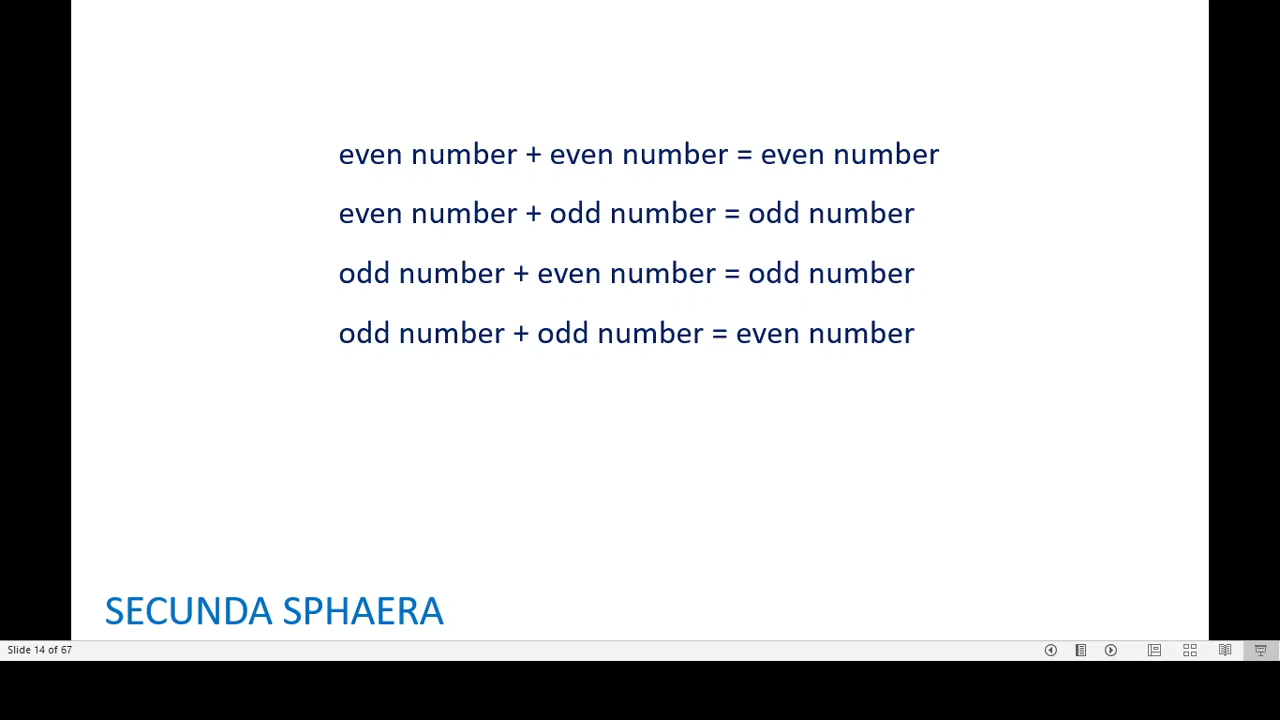 even number + even number = even number
even number + odd number = odd number
odd number + even number = odd number
odd number + odd number = even number
SECUNDA SPHAERA
Slide 14 of 67